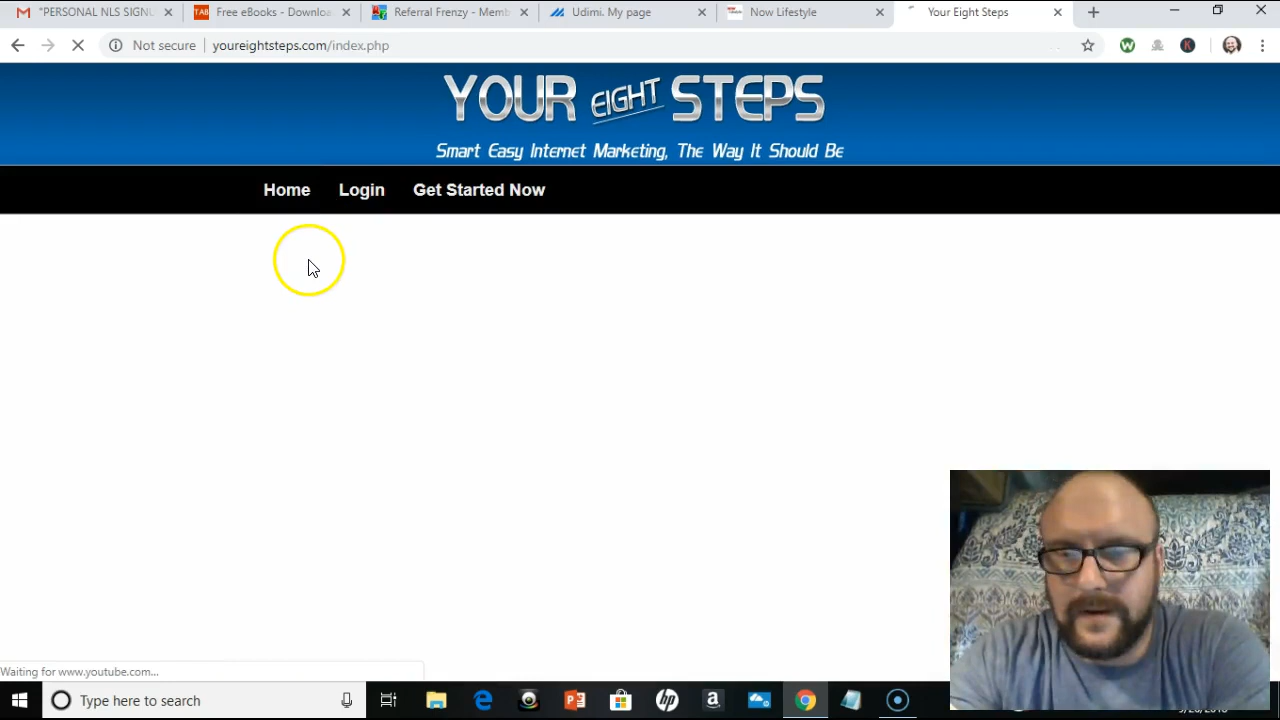 "PERSONAL NLS SIGNU
TAB Free eBooks - Downloa
Referral Frenzy - Memb
Udimi. My page
Now Lifestyle
Your Eight Steps
Not secure youreightsteps.com/index.php
YOUR EIGHT STEPS
Smart Easy Internet Marketing, The Way It Should Be
Home Login Get Started Now
Waiting for www.youtube.com...
Type here to search